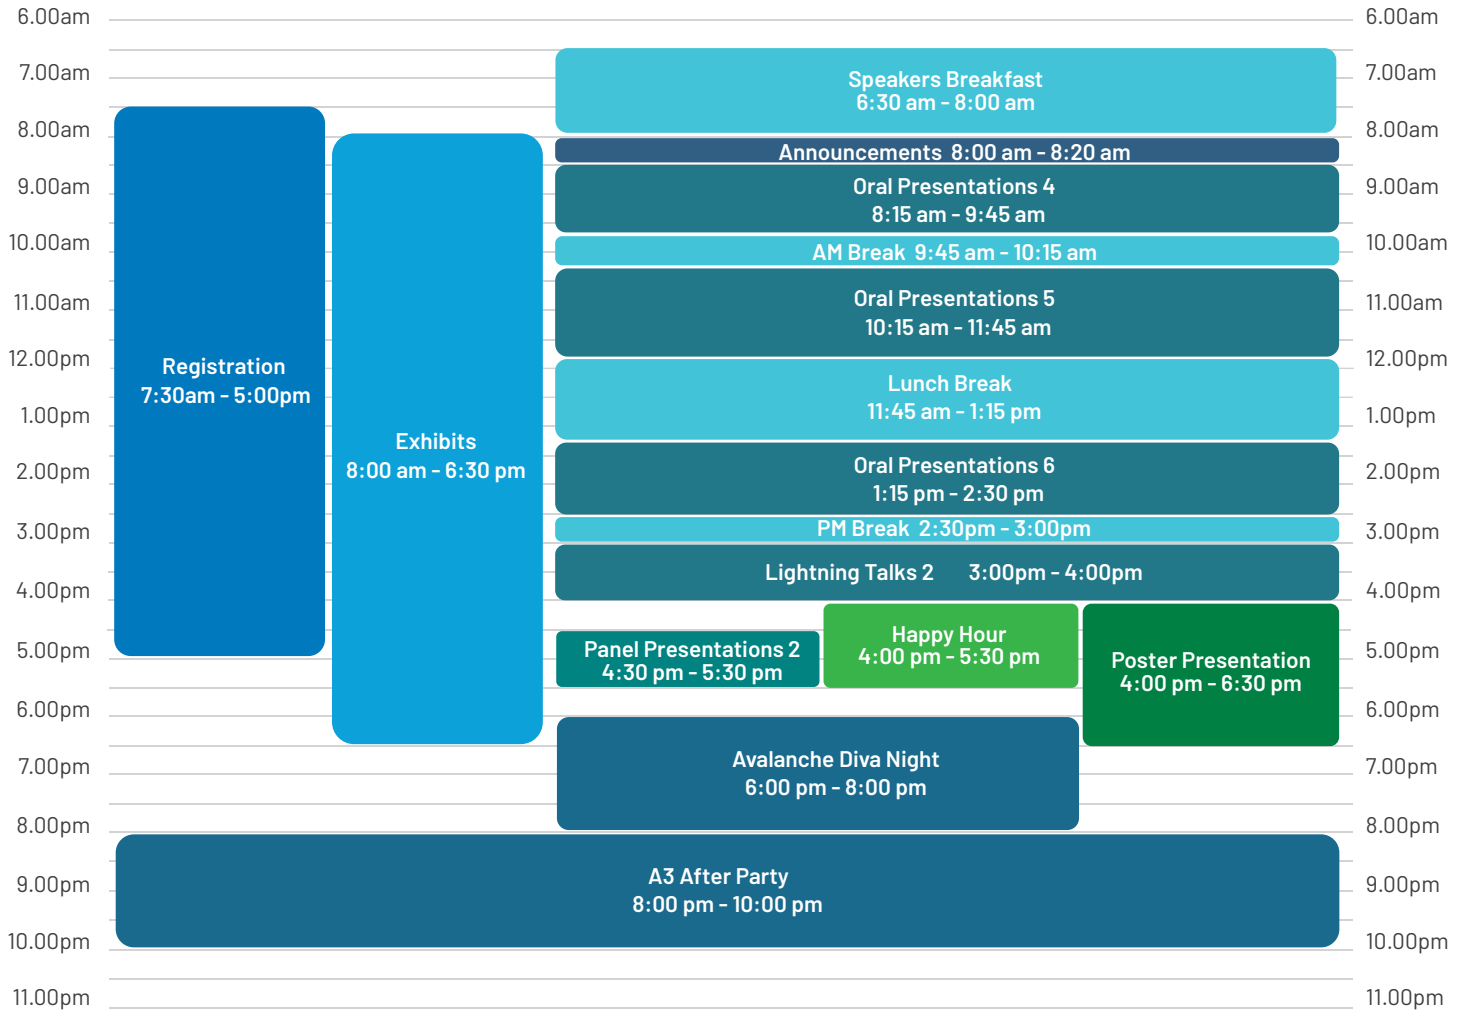 6.00am
7.00am
8.00am
9.00am
10.00am
11.00am
12.00pm
1.00pm
2.00pm
3.00pm
4.00pm
5.00pm
6.00pm
7.00pm
8.00pm
9.00pm
10.00pm
11.00pm
Registration
7:30am - 5:00pm
Exhibits
8:00 am - 6:30 pm
Speakers Breakfast
6:30 am - 8:00 am
Announcements 8:00 am - 8:20 am
Oral Presentations 4
8:15 am - 9:45 am
AM Break 9:45 am - 10:15 am
Oral Presentations 5
10:15 am - 11:45 am
Lunch Break
11:45 am - 1:15 pm
Oral Presentations 6
1:15 pm - 2:30 pm
PM Break 2:30pm - 3:00pm
Lightning Talks 2 3:00pm - 4:00pm
Panel Presentations 2
4:30 pm - 5:30 pm
Happy Hour
4:00 pm - 5:30 pm
Poster Presentation
4:00 pm - 6:30 pm
Avalanche Diva Night
6:00 pm - 8:00 pm
A3 After Party
8:00 pm - 10:00 pm
6.00am
7.00am
8.00am
9.00am
10.00am
11.00am
12.00pm
1.00pm
2.00pm
3.00pm
4.00pm
5.00pm
6.00pm
7.00pm
8.00pm
9.00pm
10.00pm
11.00pm